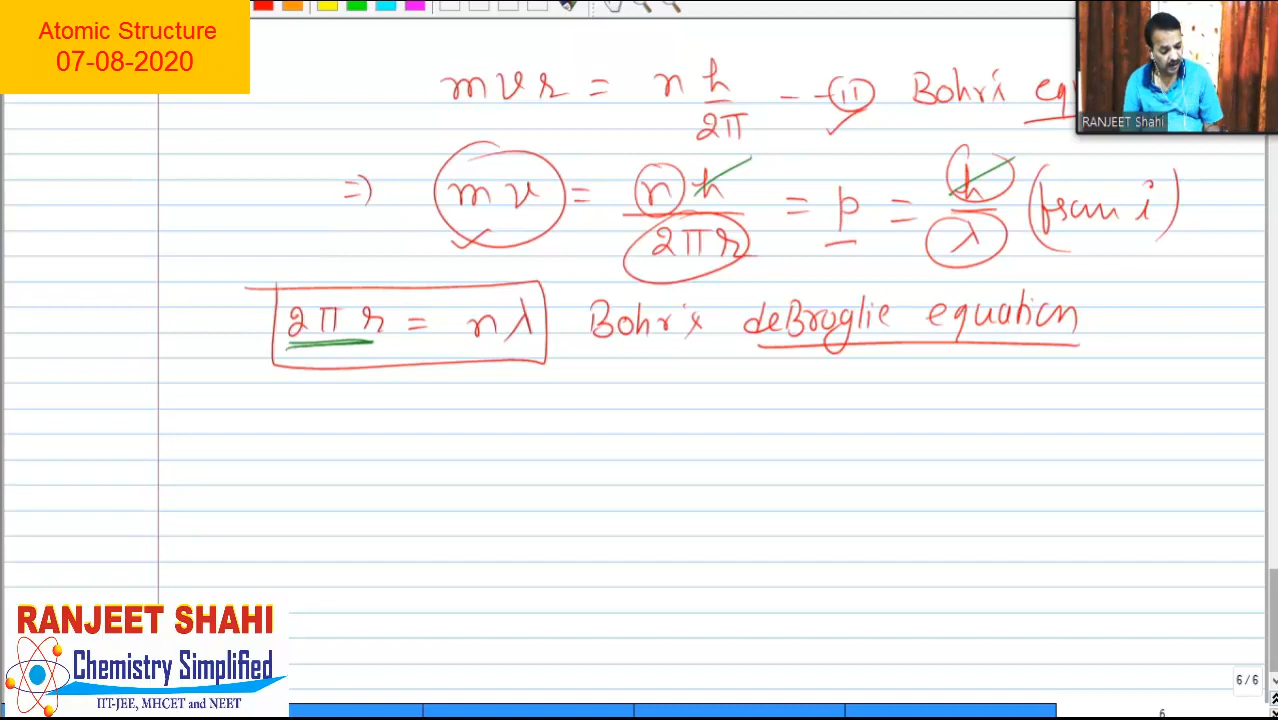 Atomic Structure
07-08-2020
mvr = n h/2π -- (II) Bohr's eq
RANJEET Shahi
=> mv = nh/2πr = p = h/λ (from i)
2πr = nλ Bohr's deBroglie equation
RANJEET SHAHI
Chemistry Simplified
IIT-JEE, MHCET and NEET
6/6
6